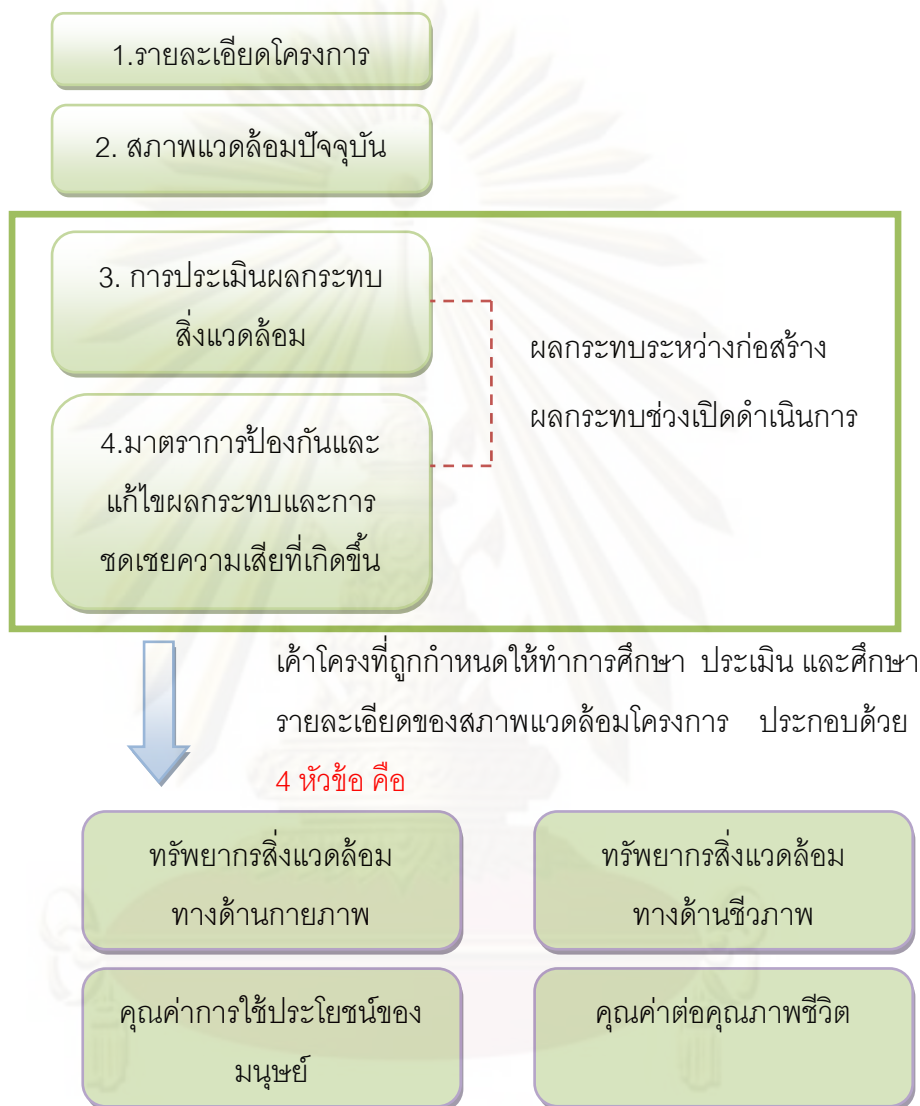 1.รายละเอียดโครงการ
2. สภาพแวดล้อมปัจจุบัน
3. การประเมินผลกระทบ
สิ่งแวดล้อม
ผลกระทบระหว่างก่อสร้าง
ผลกระทบช่วงเปิดดำเนินการ
4.มาตราการป้องกันและ
แก้ไขผลกระทบและการ
ชดเชยความเสียที่เกิดขึ้น
เค้าโครงที่ถูกกำหนดให้ทำการศึกษา ประเมิน และศึกษา
รายละเอียดของสภาพแวดล้อมโครงการ ประกอบด้วย
4 หัวข้อ คือ
ทรัพยากรสิ่งแวดล้อม
ทางด้านกายภาพ
ทรัพยากรสิ่งแวดล้อม
ทางด้านชีวภาพ
คุณค่าการใช้ประโยชน์ของ
มนุษย์
คุณค่าต่อคุณภาพชีวิต